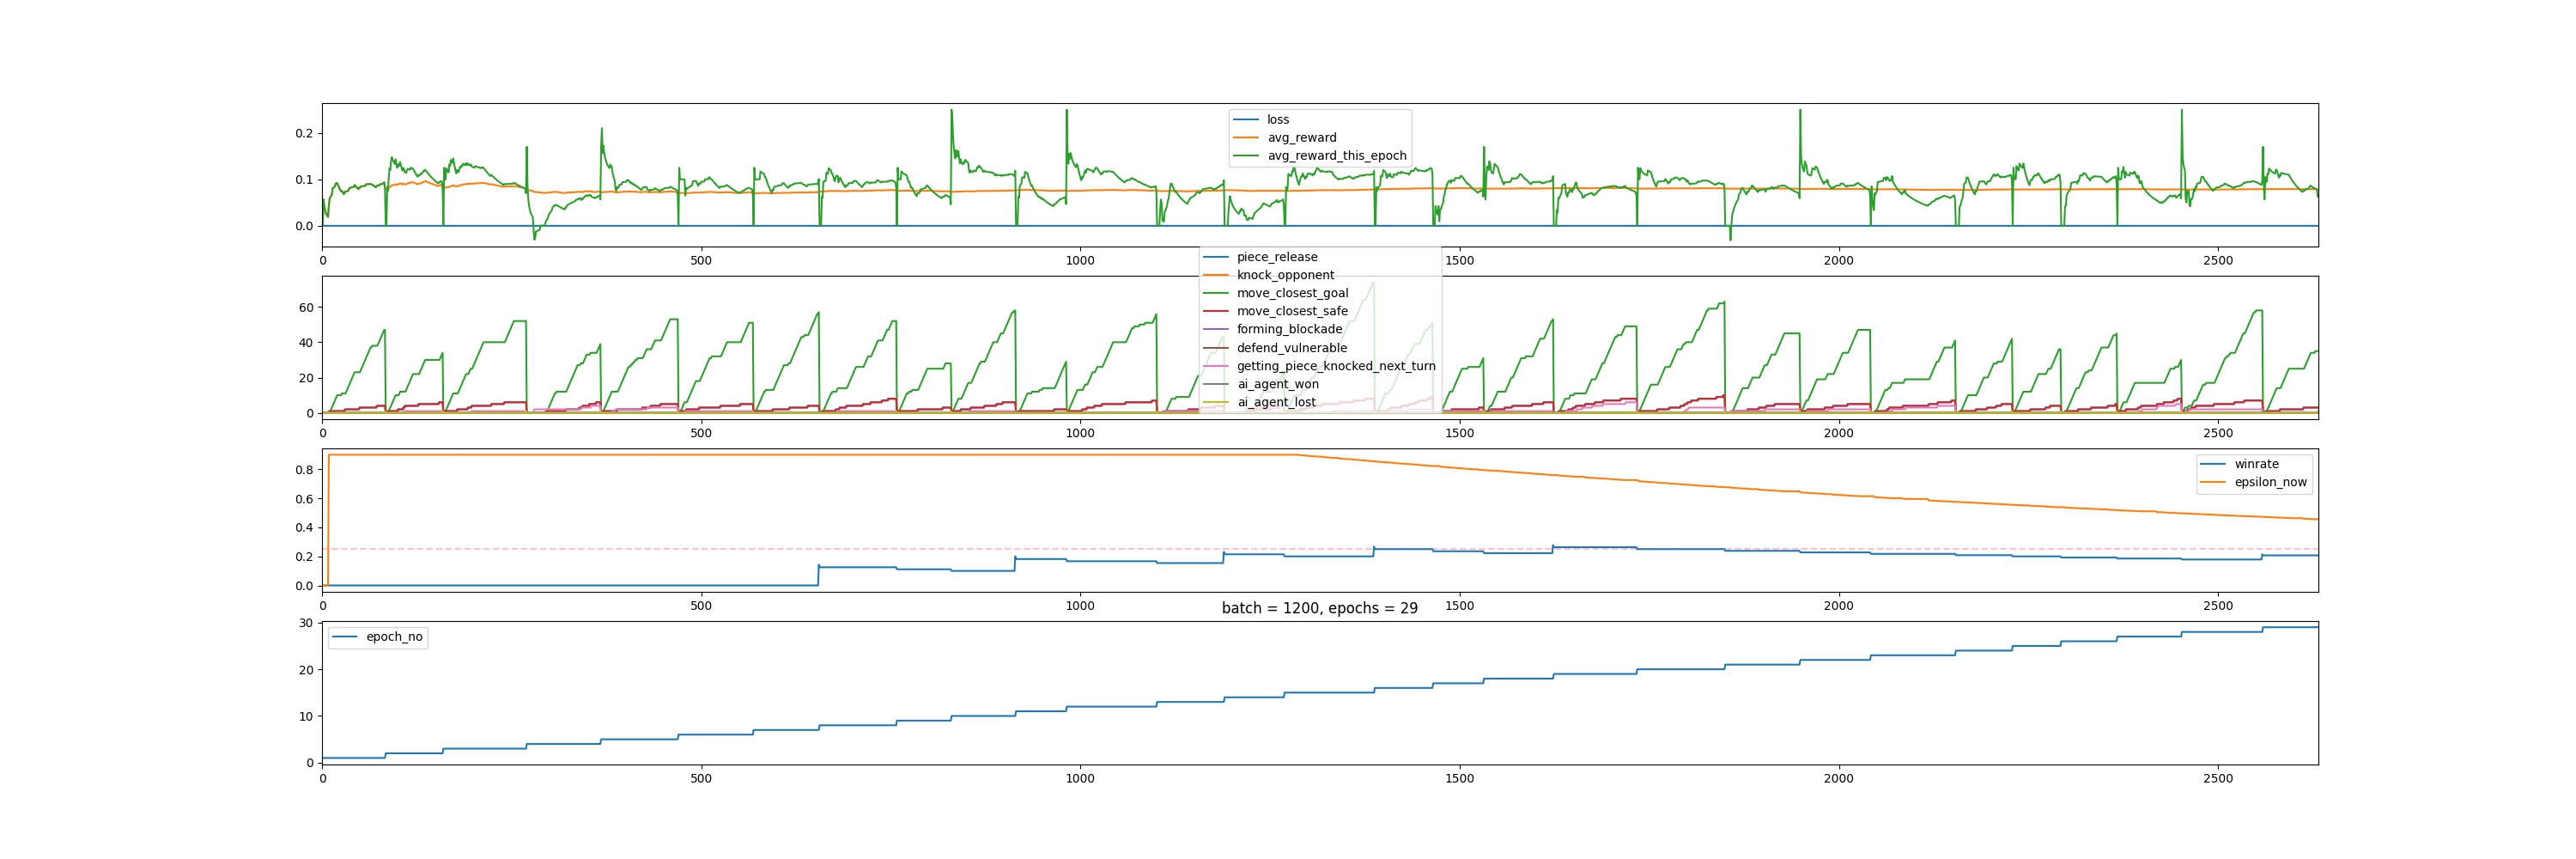 0.2
0.1
0.0
loss
avg_reward
avg_reward_this_epoch
0 500 1000 1500 2000 2500
60
40
20
0
piece_release
knock_opponent
move_closest_goal
move_closest_safe
forming_blockade
defend_vulnerable
getting_piece_knocked_next_turn
ai_agent_won
ai_agent_lost
0 500 1000 1500 2000 2500
0.8
0.6
0.4
0.2
0.0
winrate
epsilon_now
0 500 1000 1500 2000 2500
batch = 1200, epochs = 29
30
20
10
0
epoch_no
0 500 1000 1500 2000 2500